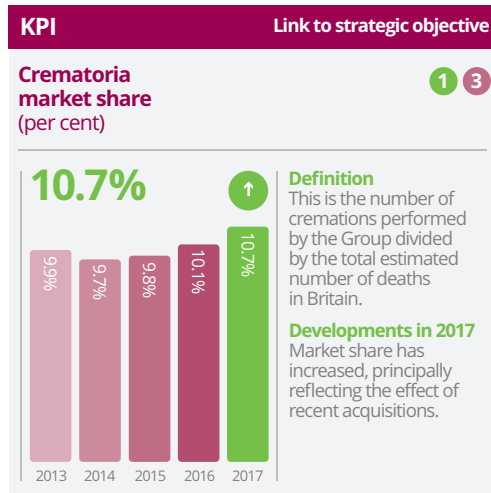 KPI
Link to strategic objective
Crematoria
market share
(per cent)
1 3
10.7%
9.9%
9.7%
9.8%
10.1%
10.7%
2013 2014 2015 2016 2017
Definition
This is the number of
cremations performed
by the Group divided
by the total estimated
number of deaths
in Britain.
Developments in 2017
Market share has
increased, principally
reflecting the effect of
recent acquisitions.